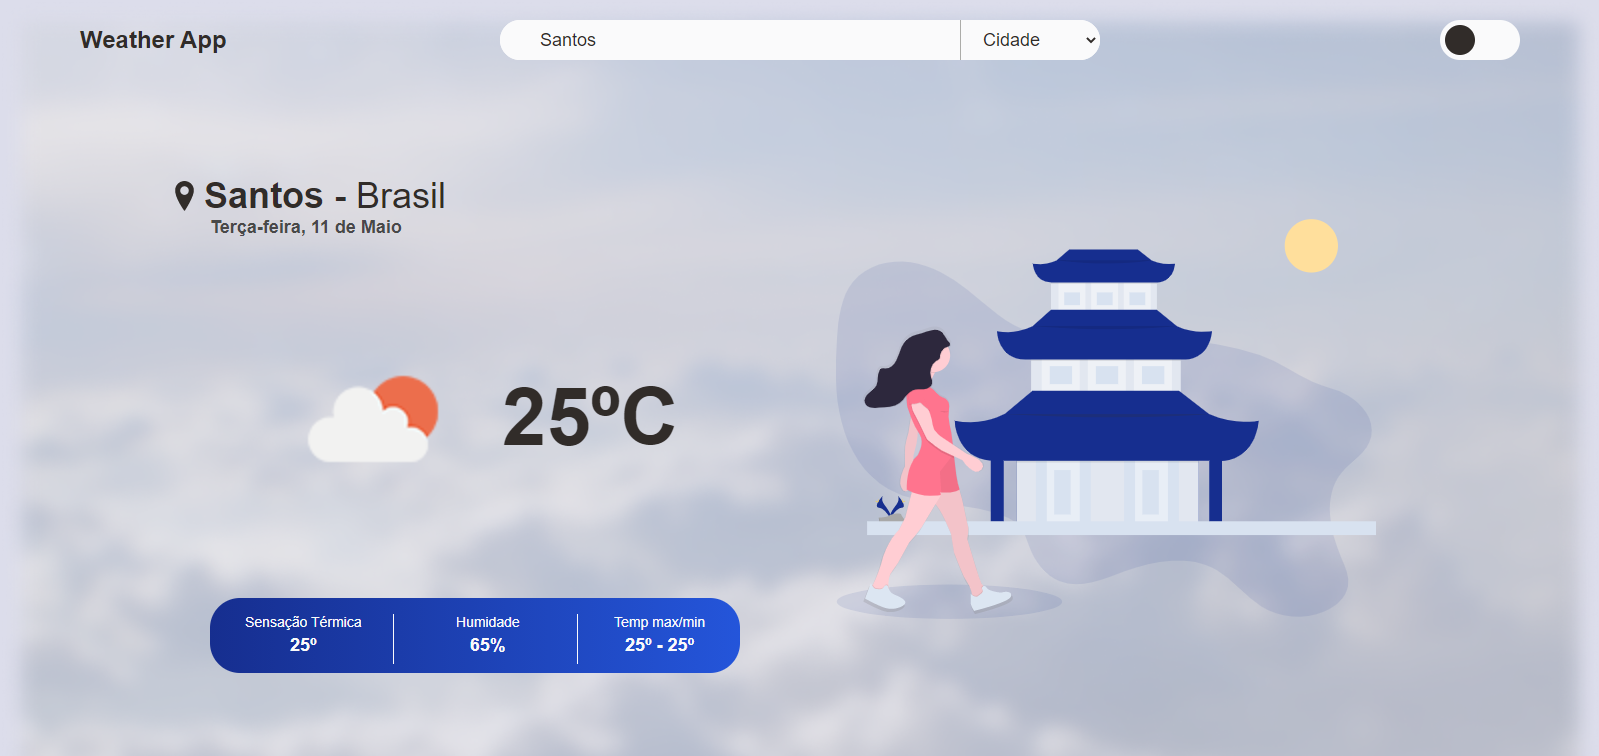 Weather App
Santos
Cidade
Santos - Brasil
Terça-feira, 11 de Maio
25ºC
Sensação Térmica
25º
Humidade
65%
Temp max/min
25º - 25º